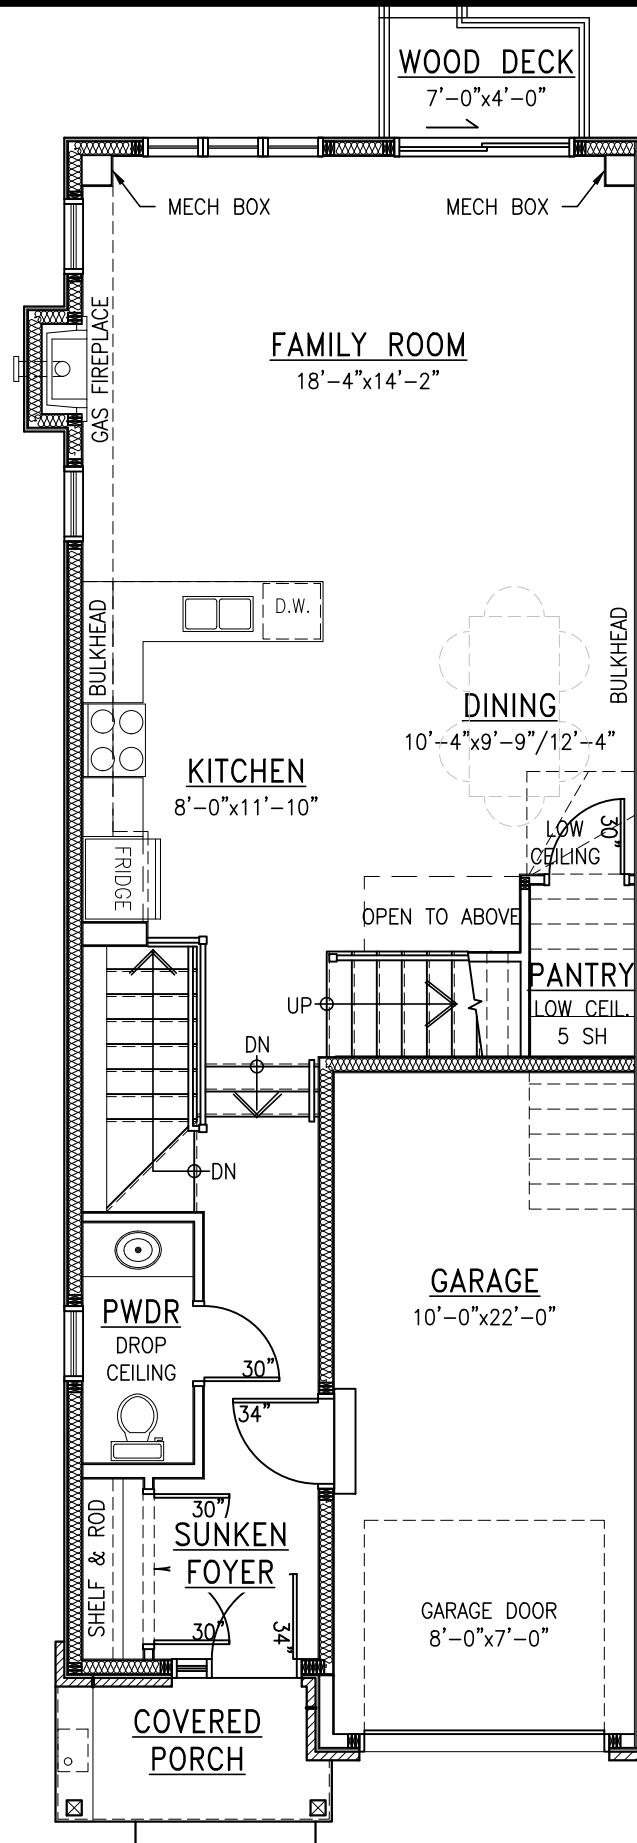 WOOD DECK
7'-0"x4'-0"
MECH BOX
MECH BOX
GAS FIREPLACE
FAMILY ROOM
18'-4"x14'-2"
D.W.
BULKHEAD
BULKHEAD
DINING
10'-4"x9'-9"/12'-4"
KITCHEN
8'-0"x11'-10"
30"
LOW
CEILING
FRIDGE
OPEN TO ABOVE
PANTRY
LOW CEIL.
5 SH
UP
DN
DN
GARAGE
10'-0"x22'-0"
PWDR
DROP
CEILING
30"
34"
30"
SHELF & ROD
SUNKEN
FOYER
30"
34"
GARAGE DOOR
8'-0"x7'-0"
COVERED
PORCH